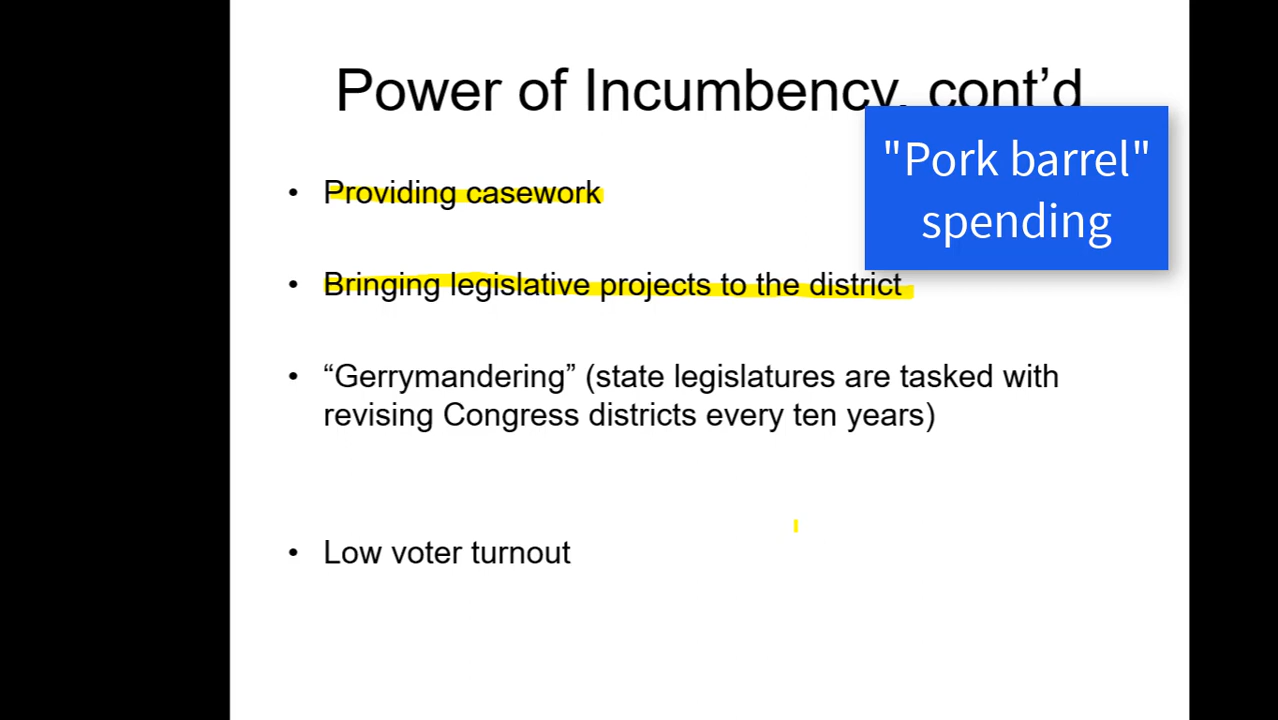 Power of Incumbency, cont’d
"Pork barrel"
spending
• Providing casework
• Bringing legislative projects to the district
• “Gerrymandering” (state legislatures are tasked with
revising Congress districts every ten years)
• Low voter turnout